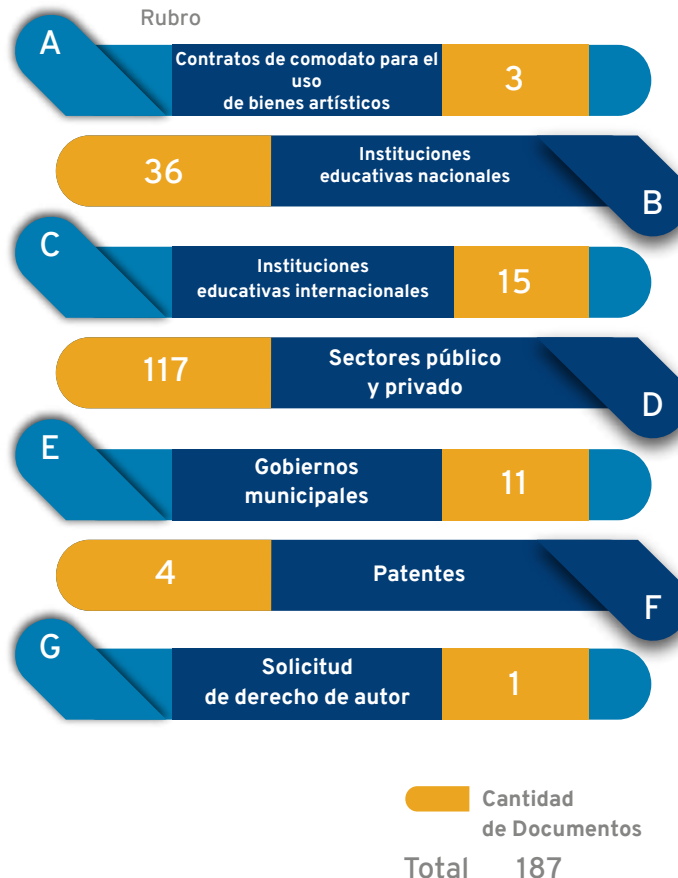 Rubro
A
Contratos de comodato para el
uso
de bienes artísticos
3
36
Instituciones
educativas nacionales
B
C
Instituciones
educativas internacionales
15
117
Sectores público
y privado
D
E
Gobiernos
municipales
11
4
Patentes
F
G
Solicitud
de derecho de autor
1
Cantidad
de Documentos
Total 187